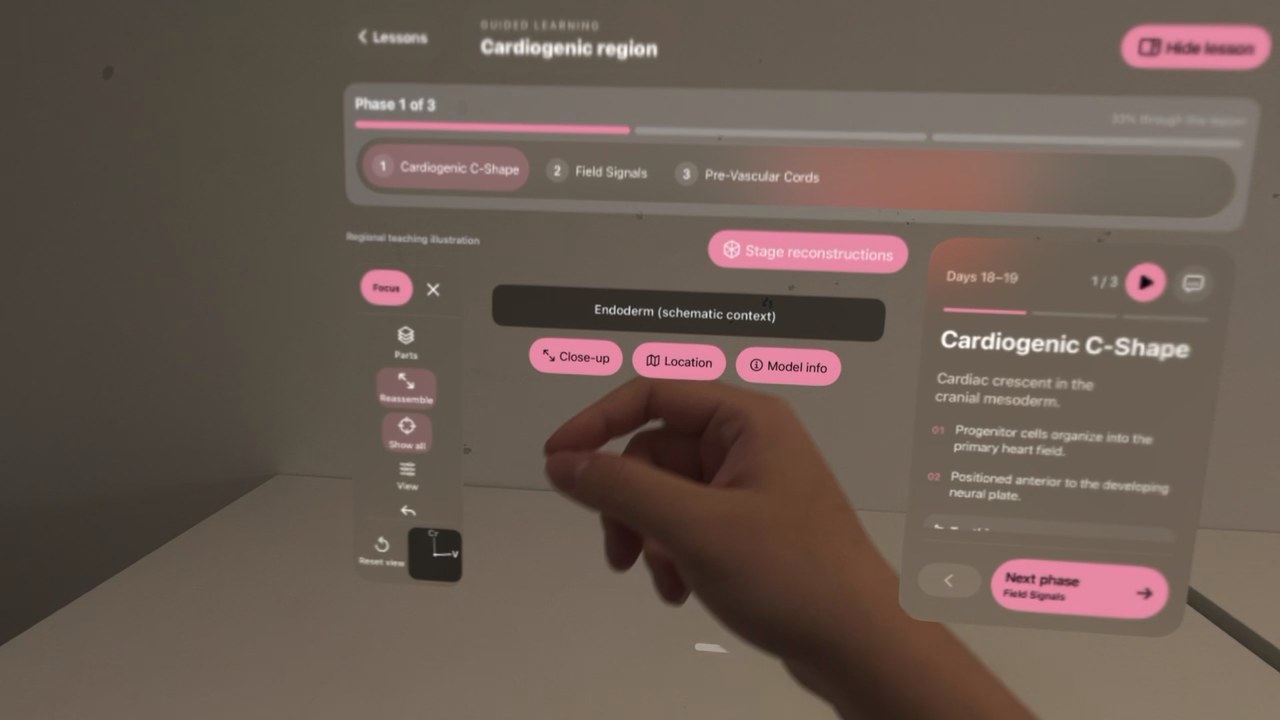 Lessons
GUIDED LEARNING
Cardiogenic region
Hide lesson
Phase 1 of 3
33% through this lesson
1 Cardiogenic C-Shape
2 Field Signals
3 Pre-Vascular Cords
Regional teaching illustration
Stage reconstructions
Focus
Endoderm (schematic context)
Close-up
Location
Model info
Parts
Reassemble
Show all
View
Reset view
V
Days 18–19
1 / 3
Cardiogenic C-Shape
Cardiac crescent in the
cranial mesoderm.
01 Progenitor cells organize into the
primary heart field.
02 Positioned anterior to the developing
neural plate.
Next phase
Field Signals